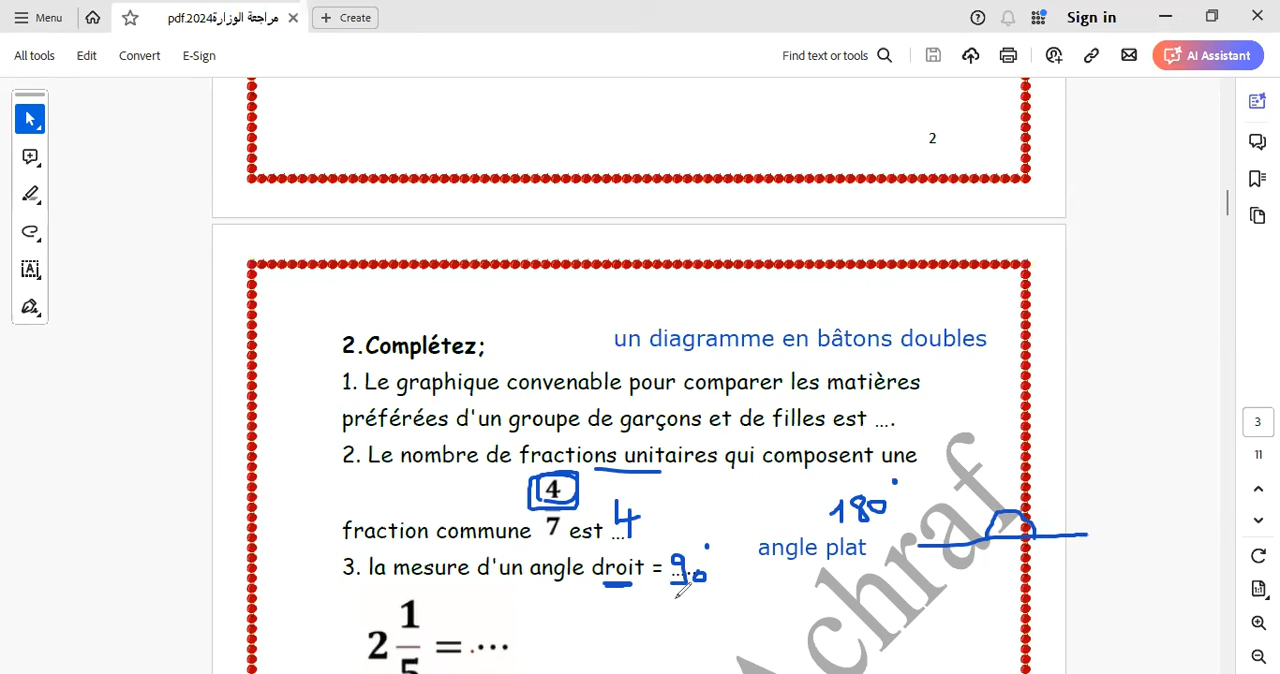 Menu
مراجعة الوزارة2024.pdf
Create
Sign in
All tools
Edit
Convert
E-Sign
Find text or tools
AI Assistant
2
2.Complétez;
un diagramme en bâtons doubles
1. Le graphique convenable pour comparer les matières
préférées d'un groupe de garçons et de filles est ….
2. Le nombre de fractions unitaires qui composent une
fraction commune 4/7 est … 4
180°
angle plat
3. la mesure d'un angle droit = ….. 90°
2 1/5 = ...
Achraf
3
11